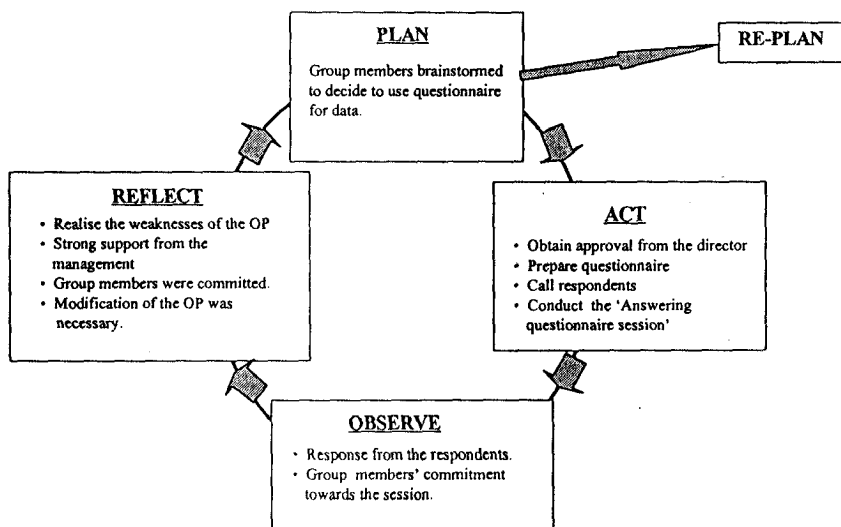 PLAN
Group members brainstormed
to decide to use questionnaire
for data.
RE-PLAN
REFLECT
• Realise the weaknesses of the OP
• Strong support from the
management
• Group members were committed.
• Modification of the OP was
necessary.
ACT
• Obtain approval from the director
• Prepare questionnaire
• Call respondents
• Conduct the ‘Answering
questionnaire session’
OBSERVE
• Response from the respondents.
• Group members’ commitment
towards the session.